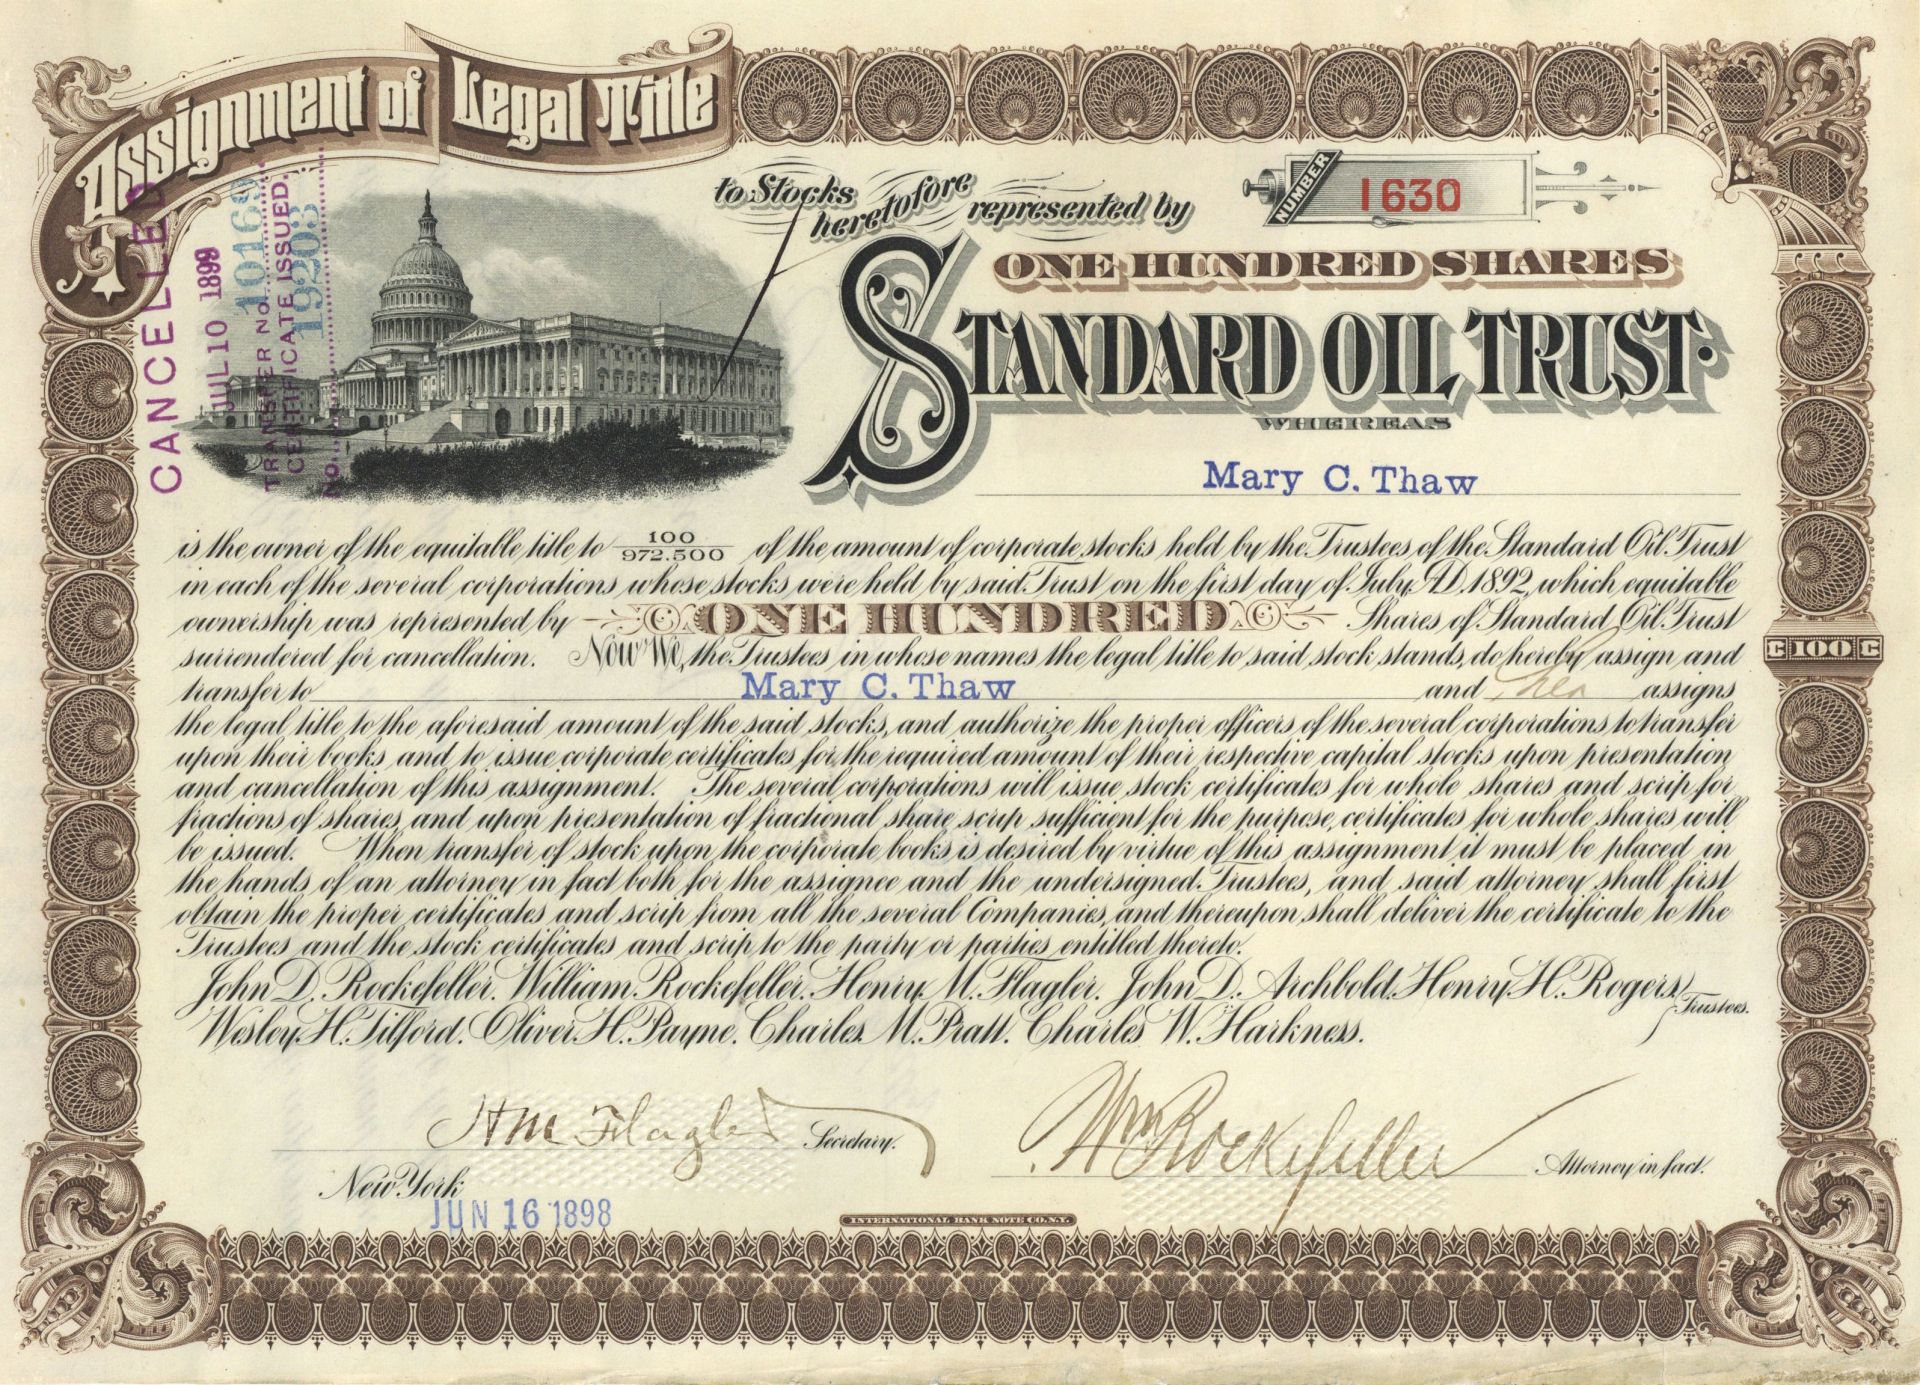 Assignment of Legal Title
to Stocks heretofore represented by
NUMBER 1630
ONE HUNDRED SHARES
STANDARD OIL TRUST.
WHEREAS
Mary C. Thaw
is the owner of the equitable title to 100/972.500 of the amount of corporate stocks held by the Trustees of the Standard Oil Trust
in each of the several corporations whose stocks were held by said Trust on the first day of July, A.D. 1892, which equitable
ownership was represented by ONE HUNDRED Shares of Standard Oil Trust
surrendered for cancellation. Now We, the Trustees in whose names the legal title to said stock stands, do hereby assign and
transfer to Mary C. Thaw and her assigns
the legal title to the aforesaid amount of the said stocks, and authorize the proper officers of the several corporations to transfer
upon their books and to issue corporate certificates for the required amount of their respective capital stocks upon presentation
and cancellation of this assignment. The several corporations will issue stock certificates for whole shares and scrip for
fractions of shares, and upon presentation of fractional share scrip sufficient for the purpose, certificates for whole shares will
be issued. When transfer of stock upon the corporate books is desired by virtue of this assignment it must be placed in
the hands of an attorney in fact both for the assignee and the undersigned Trustees, and said attorney shall first
obtain the proper certificates and scrip from all the several Companies, and thereupon shall deliver the certificate to the
Trustees and the stock certificates and scrip to the party or parties entitled thereto.
John D. Rockefeller. William Rockefeller. Henry M. Flagler. John D. Archbold. Henry H. Rogers,
Wesley H. Tilford. Oliver H. Payne. Charles M. Pratt. Charles W. Harkness.
Trustees.
HM Flagler Secretary.
Wm Rockefeller Attorney in fact.
New York
JUN 16 1898
INTERNATIONAL BANK NOTE CO. N.Y.
C 100 C
CANCELLED
JUL 10 1899
TRANSFER NO. 10169
CERTIFICATE ISSUED.
NO. 19203